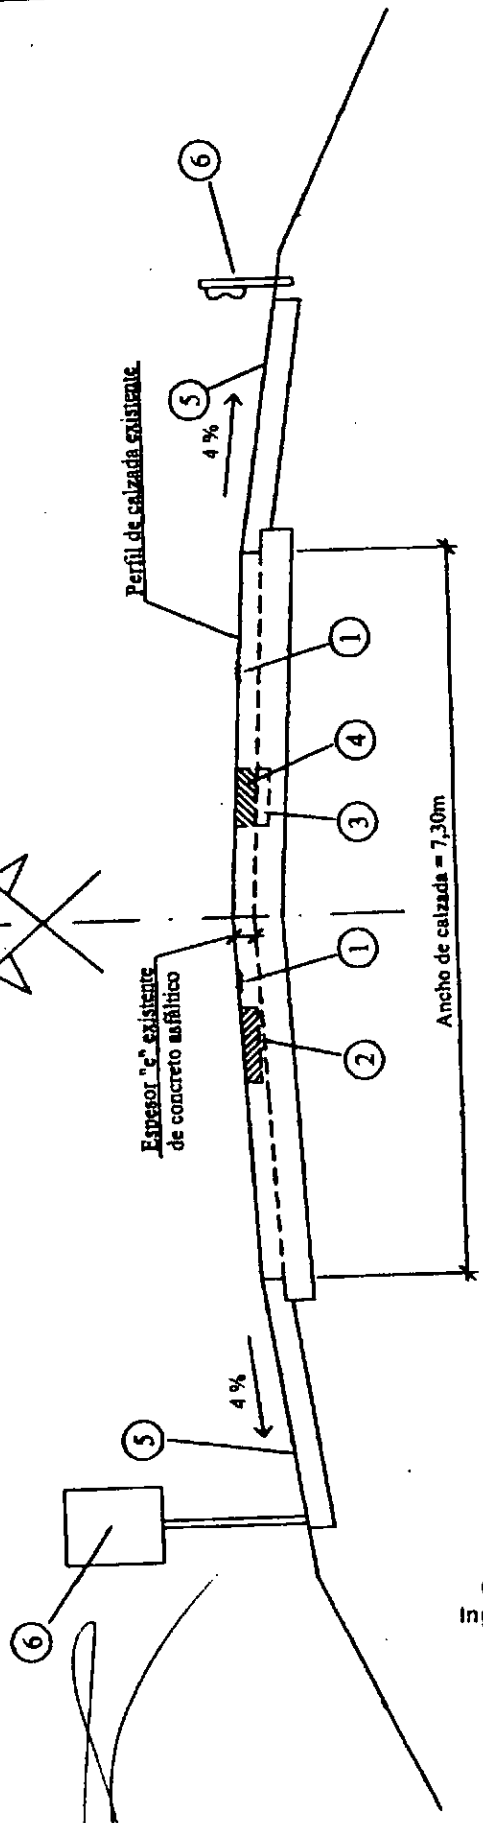 6
6
5
4 %
Perfil de calzada existente
Espesor "e" existente
de concreto asfáltico
4 %
5
1
4
3
1
2
Ancho de calzada = 7,30m